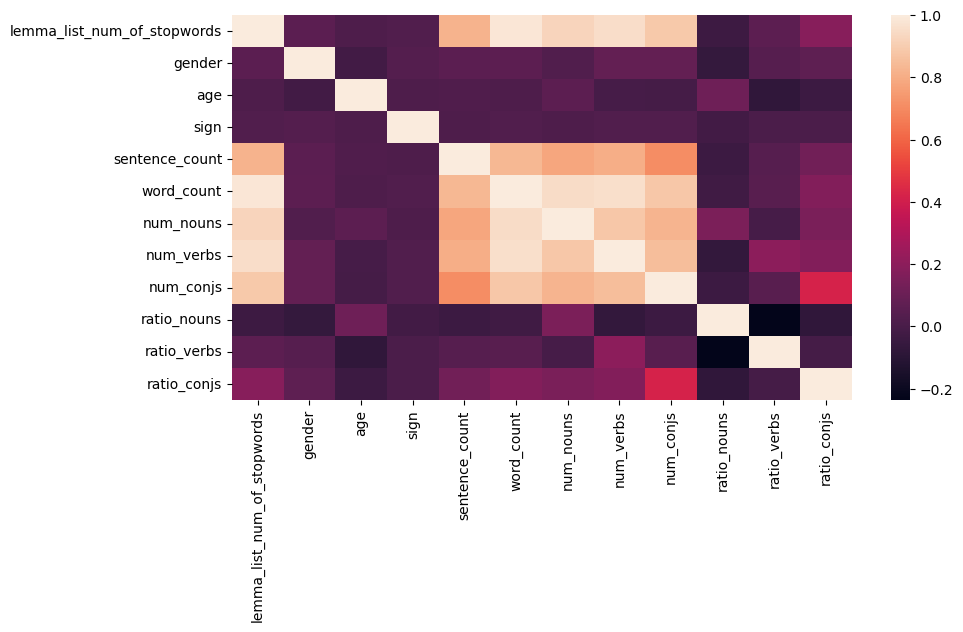 lemma_list_num_of_stopwords
gender
age
sign
sentence_count
word_count
num_nouns
num_verbs
num_conjs
ratio_nouns
ratio_verbs
ratio_conjs
lemma_list_num_of_stopwords
gender
age
sign
sentence_count
word_count
num_nouns
num_verbs
num_conjs
ratio_nouns
ratio_verbs
ratio_conjs
1.0
0.8
0.6
0.4
0.2
0.0
−0.2